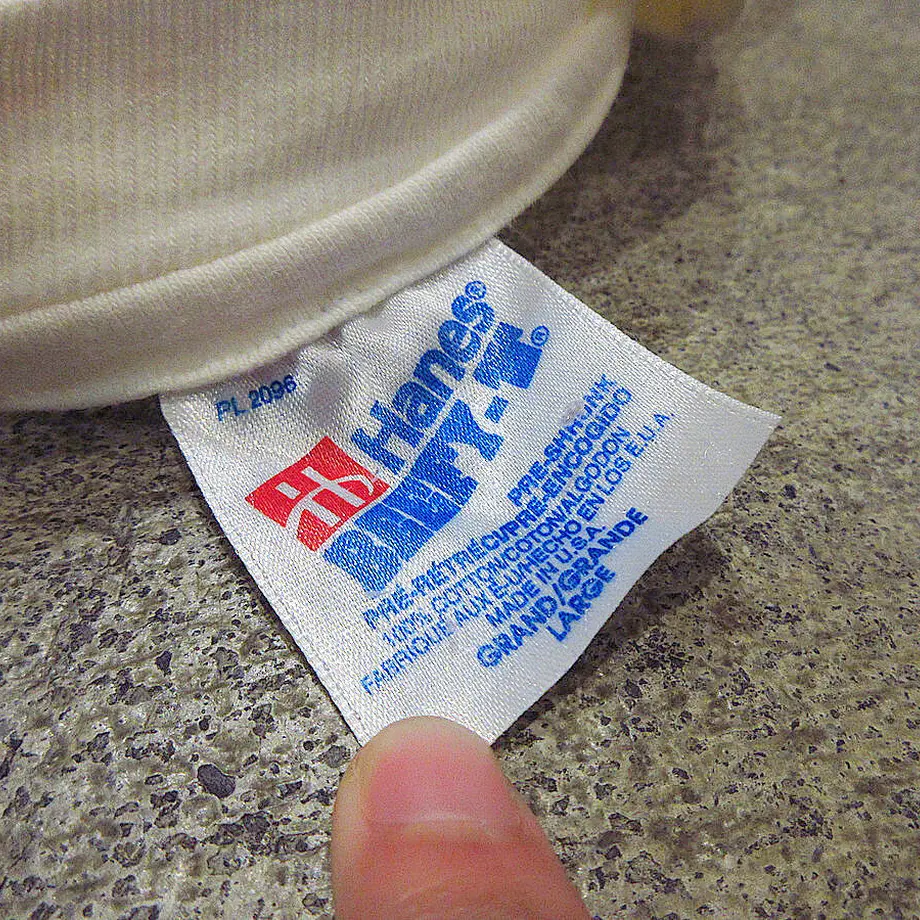 PL 2096
Hanes®
BEEFY-T®
PRE-SHRUNK
PRÉ-RÉTRÉCI/PRE-ENCOGIDO
100% COTTON/COTON/ALGODON
FABRIQUÉ AUX É-U/HECHO EN LOS E.U.A.
MADE IN U.S.A.
GRAND/GRANDE
LARGE